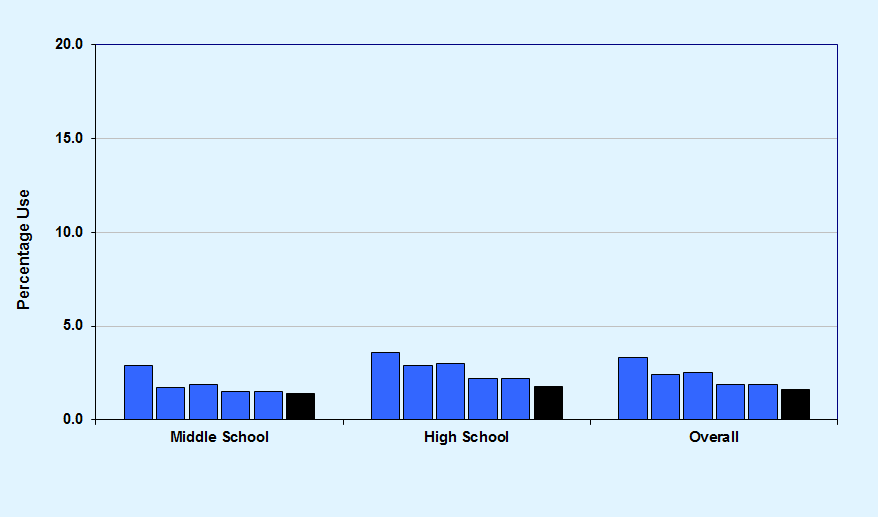 20.0
15.0
10.0
5.0
0.0
Percentage Use
Middle School
High School
Overall